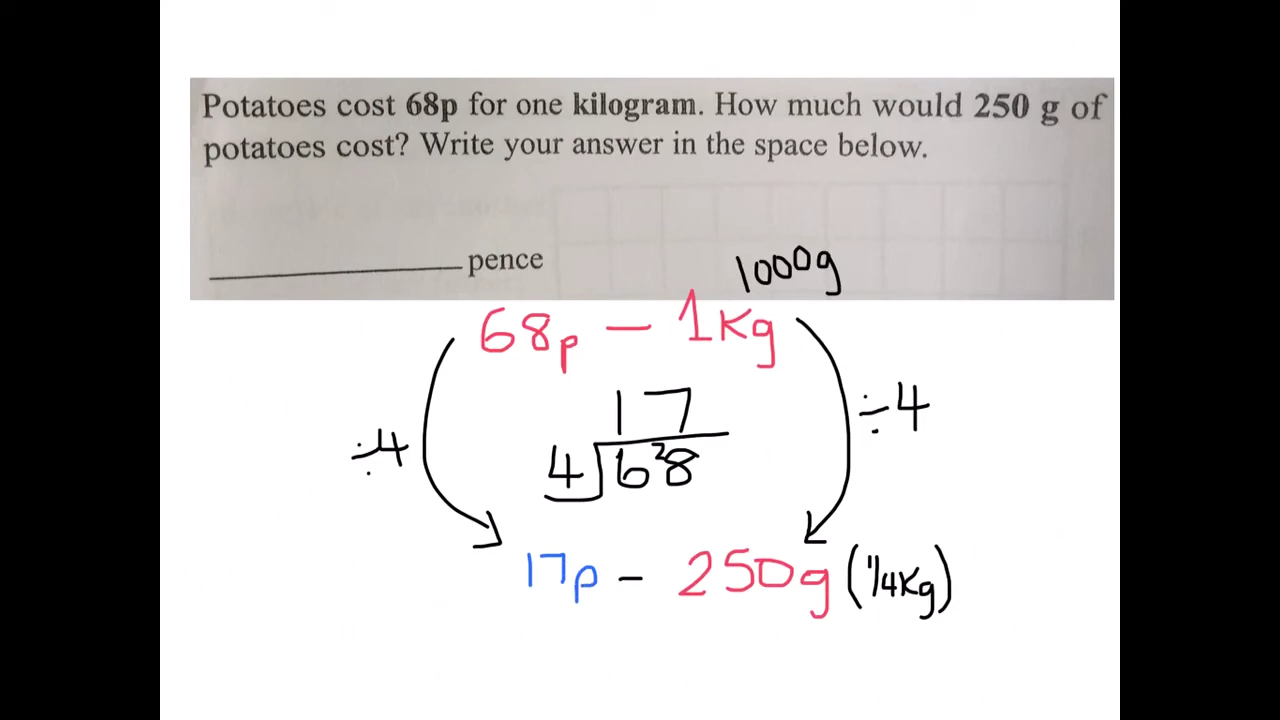 Potatoes cost 68p for one kilogram. How much would 250 g of
potatoes cost? Write your answer in the space below.
pence
1000g
68p – 1Kg
÷4
÷4
17
4 6²8
17p - 250g (1/4Kg)